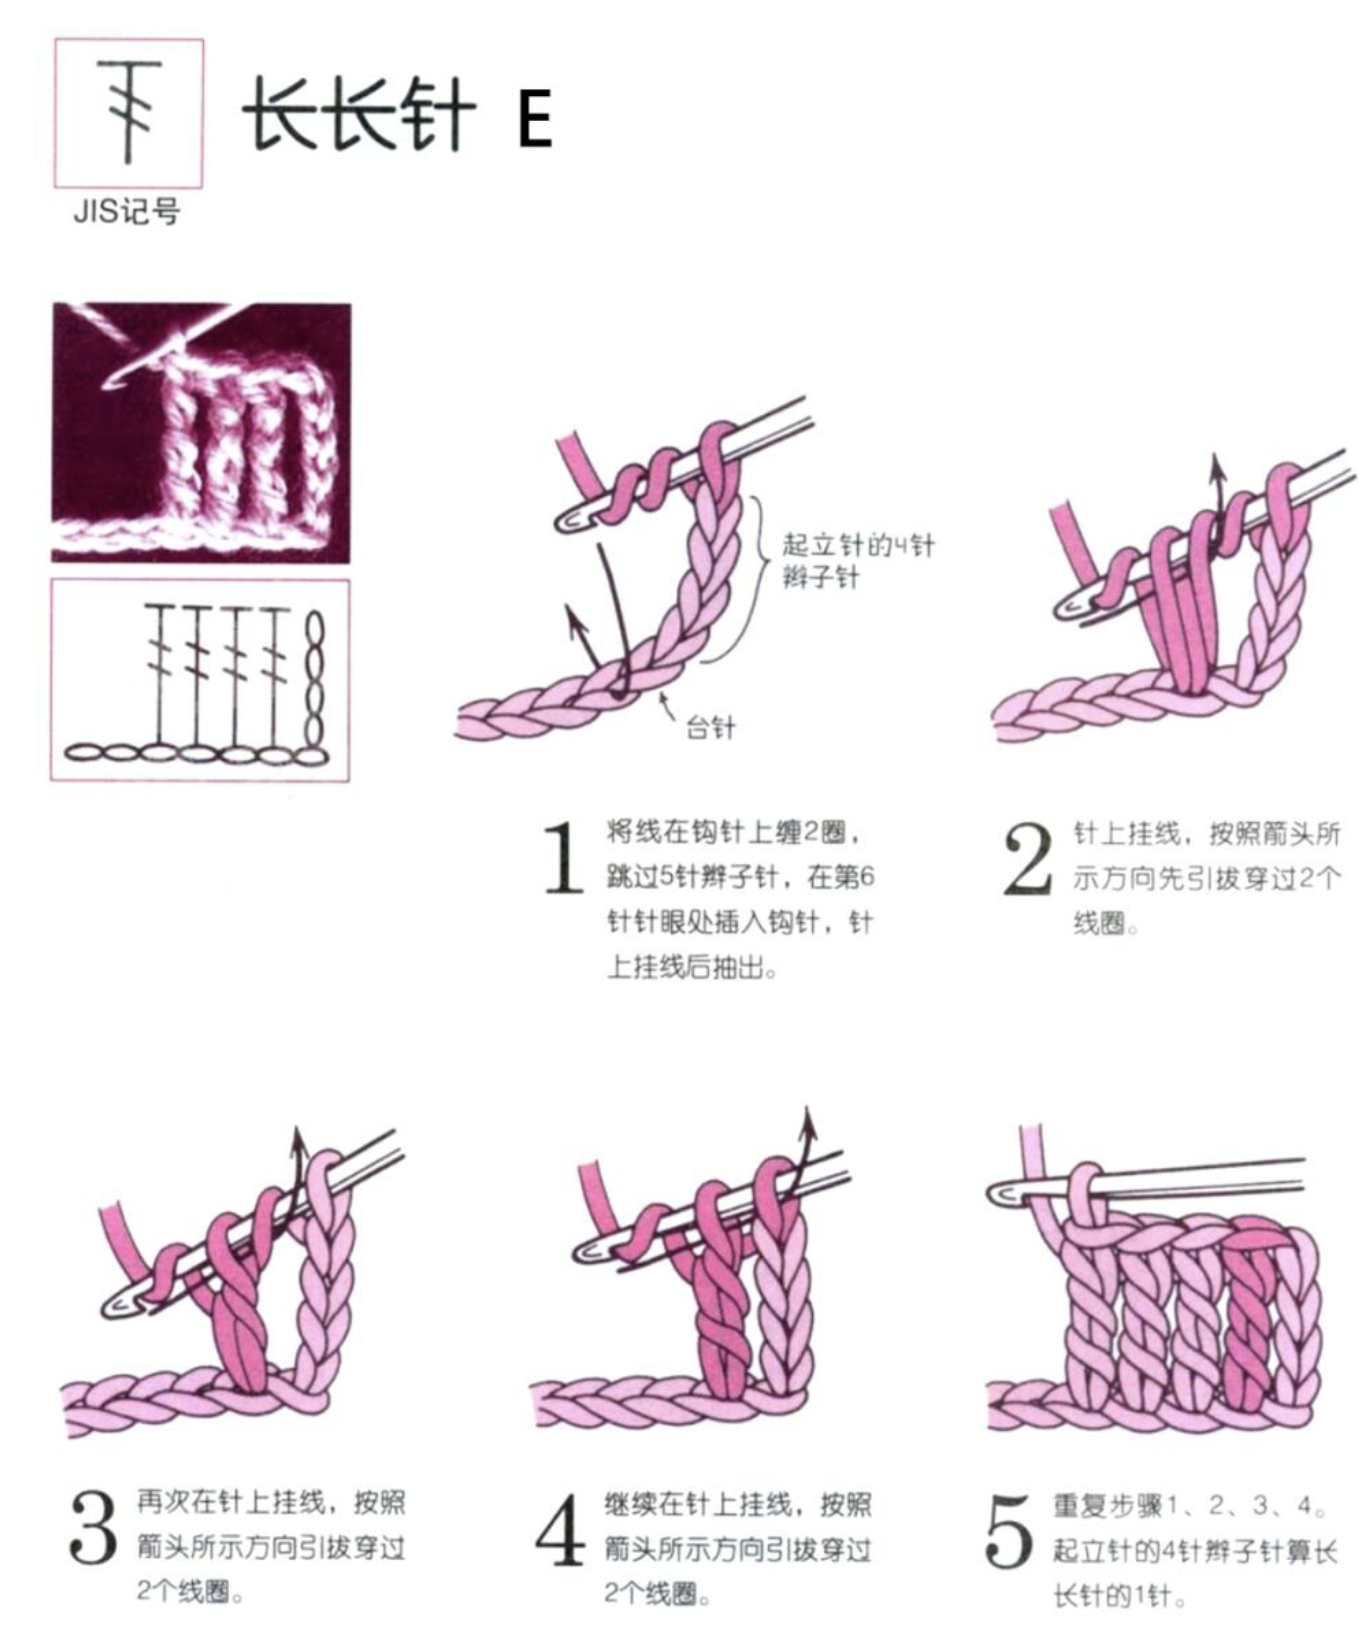 长长针 E
JIS记号
起立针的4针
辫子针
台针
1
将线在钩针上缠2圈，
跳过5针辫子针，在第6
针针眼处插入钩针，针
上挂线后抽出。
2
针上挂线，按照箭头所
示方向先引拔穿过2个
线圈。
3
再次在针上挂线，按照
箭头所示方向引拔穿过
2个线圈。
4
继续在针上挂线，按照
箭头所示方向引拔穿过
2个线圈。
5
重复步骤1、2、3、4。
起立针的4针辫子针算长
长针的1针。